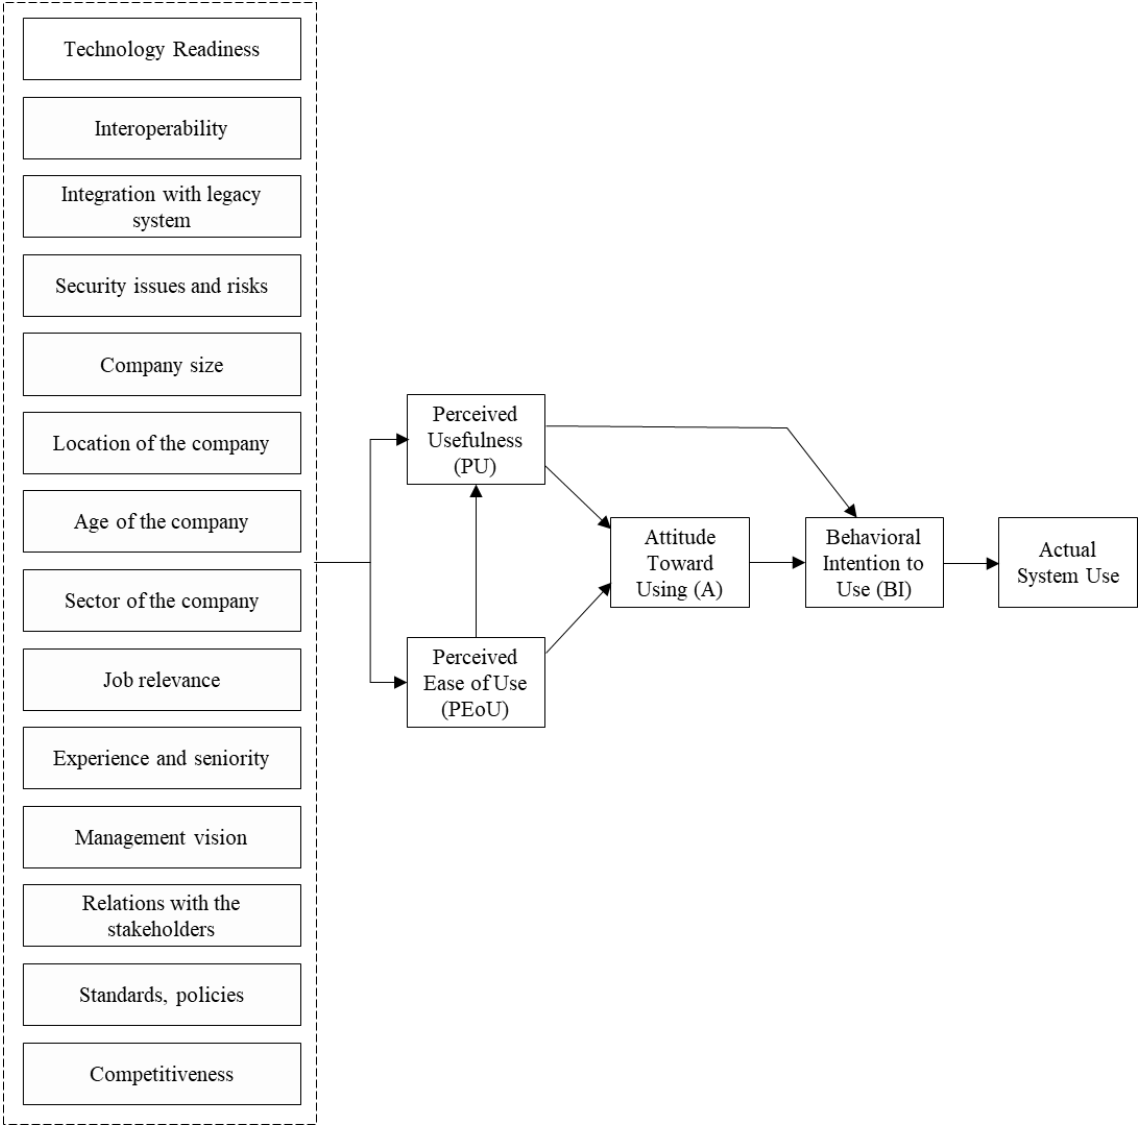 Technology Readiness
Interoperability
Integration with legacy
system
Security issues and risks
Company size
Location of the company
Age of the company
Sector of the company
Job relevance
Experience and seniority
Management vision
Relations with the
stakeholders
Standards, policies
Competitiveness
Perceived
Usefulness
(PU)
Perceived
Ease of Use
(PEoU)
Attitude
Toward
Using (A)
Behavioral
Intention to
Use (BI)
Actual
System Use